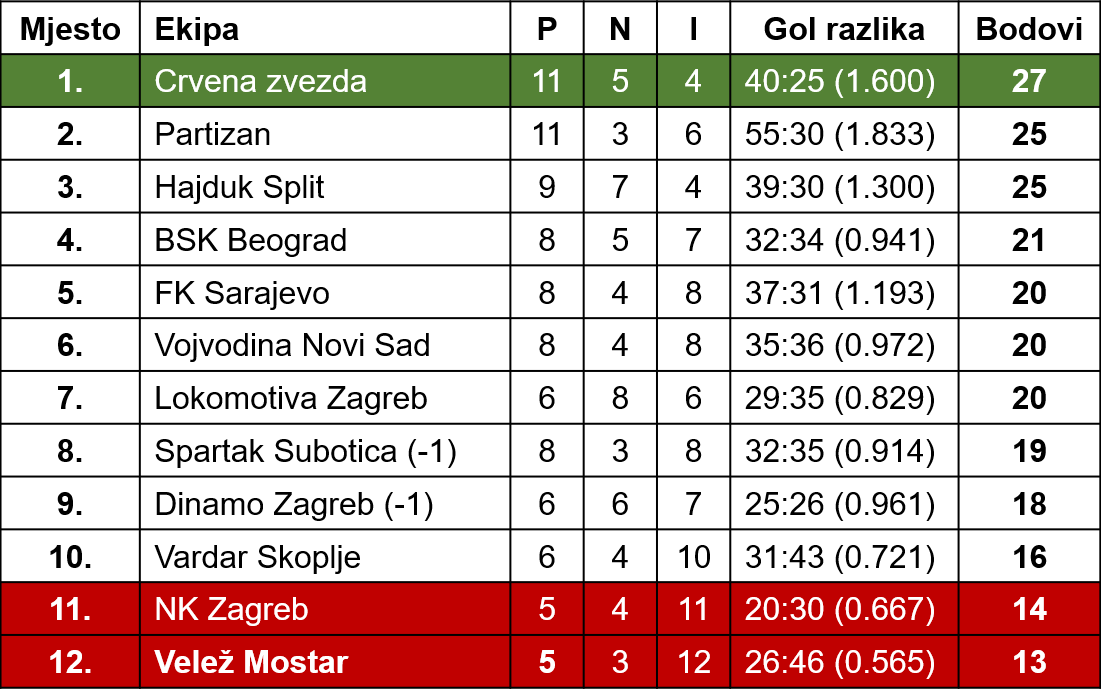 Mjesto Ekipa P N I Gol razlika Bodovi
1. Crvena zvezda 11 5 4 40:25 (1.600) 27
2. Partizan 11 3 6 55:30 (1.833) 25
3. Hajduk Split 9 7 4 39:30 (1.300) 25
4. BSK Beograd 8 5 7 32:34 (0.941) 21
5. FK Sarajevo 8 4 8 37:31 (1.193) 20
6. Vojvodina Novi Sad 8 4 8 35:36 (0.972) 20
7. Lokomotiva Zagreb 6 8 6 29:35 (0.829) 20
8. Spartak Subotica (-1) 8 3 8 32:35 (0.914) 19
9. Dinamo Zagreb (-1) 6 6 7 25:26 (0.961) 18
10. Vardar Skoplje 6 4 10 31:43 (0.721) 16
11. NK Zagreb 5 4 11 20:30 (0.667) 14
12. Velež Mostar 5 3 12 26:46 (0.565) 13